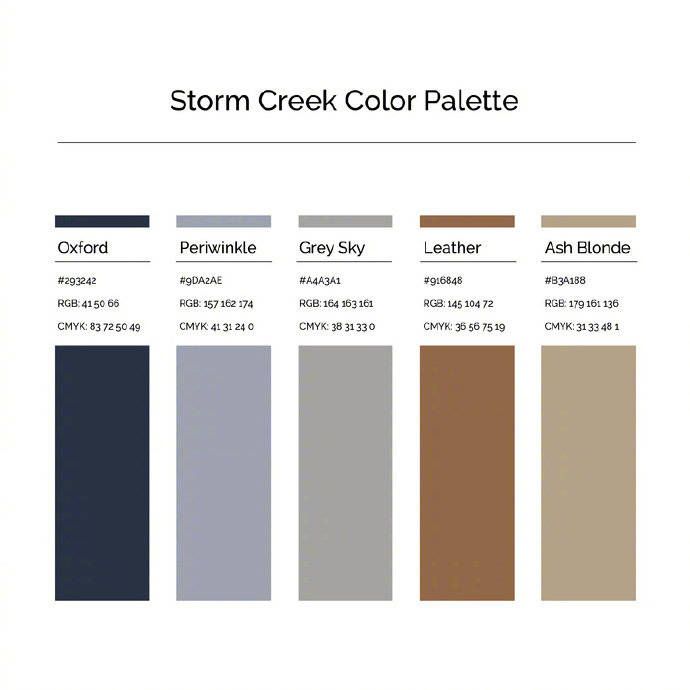 Storm Creek Color Palette
Oxford
#293242
RGB: 41 50 66
CMYK: 83 72 50 49
Periwinkle
#9DA2AE
RGB: 157 162 174
CMYK: 41 31 24 0
Grey Sky
#A4A3A1
RGB: 164 163 161
CMYK: 38 31 33 0
Leather
#916848
RGB: 145 104 72
CMYK: 36 56 75 19
Ash Blonde
#B3A188
RGB: 179 161 136
CMYK: 31 33 48 1